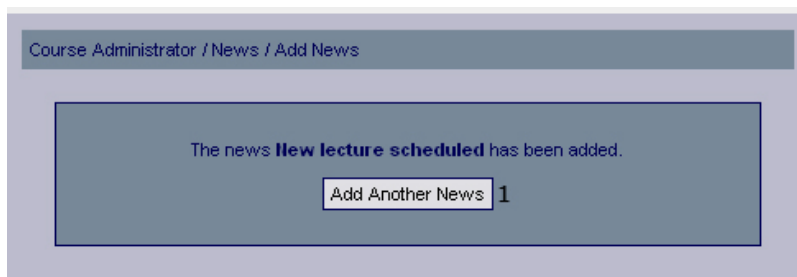 Course Administrator / News / Add News
The news New lecture scheduled has been added.
Add Another News 1